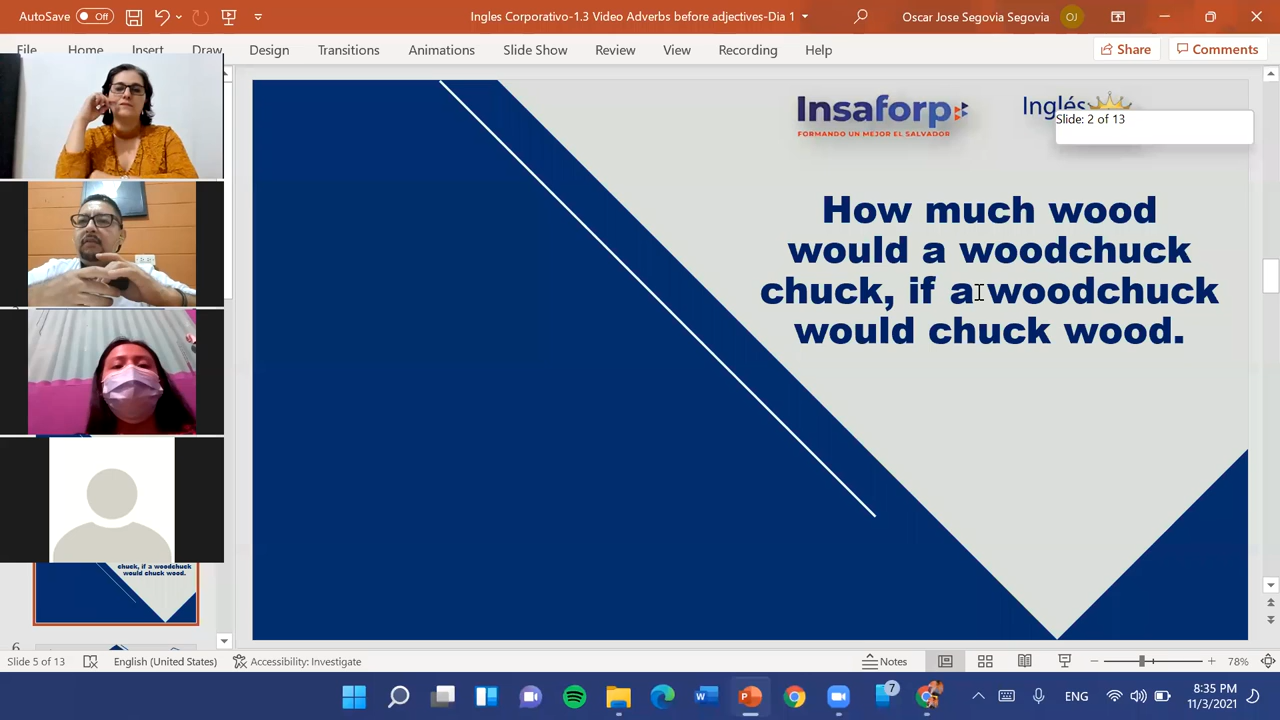 AutoSave Off
Ingles Corporativo-1.3 Video Adverbs before adjectives-Dia 1
Oscar Jose Segovia Segovia OJ
File Home Insert Draw Design Transitions Animations Slide Show Review View Recording Help
Share Comments
Insaforp
FORMANDO UN MEJOR EL SALVADOR
Inglés
Slide: 2 of 13
How much wood
would a woodchuck
chuck, if a woodchuck
would chuck wood.
chuck, if a woodchuck
would chuck wood.
6
Slide 5 of 13 English (United States) Accessibility: Investigate Notes 78%
7
ENG
8:35 PM
11/3/2021